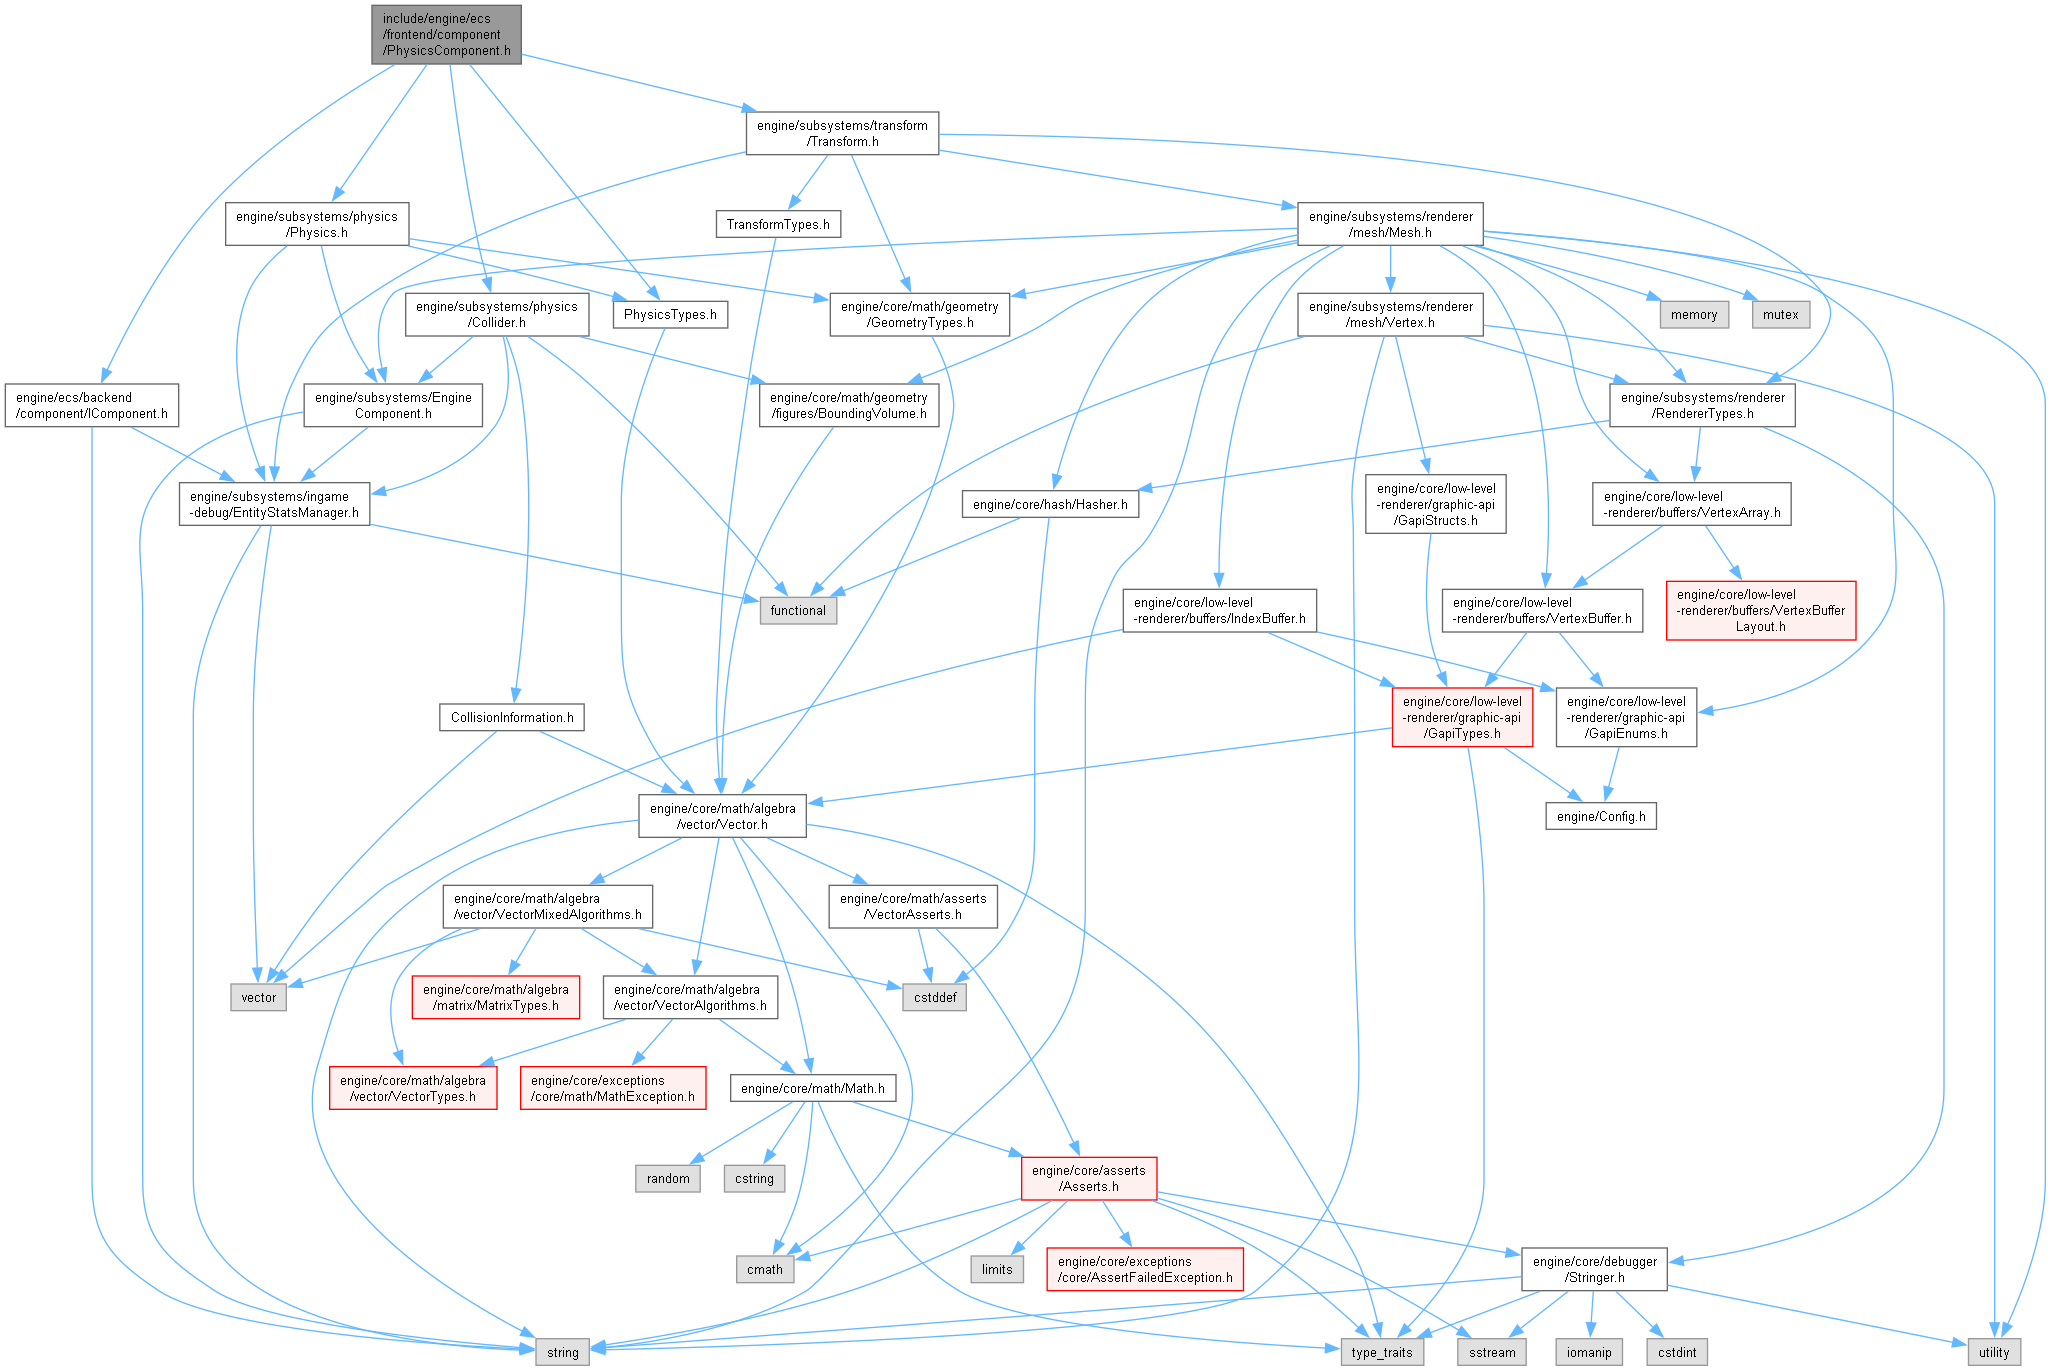 include/engine/ecs
/frontend/component
/PhysicsComponent.h
engine/subsystems/transform
/Transform.h
engine/subsystems/physics
/Physics.h
TransformTypes.h
engine/subsystems/renderer
/mesh/Mesh.h
engine/subsystems/physics
/Collider.h
PhysicsTypes.h
engine/core/math/geometry
/GeometryTypes.h
engine/subsystems/renderer
/mesh/Vertex.h
memory
mutex
engine/ecs/backend
/component/IComponent.h
engine/subsystems/Engine
Component.h
engine/core/math/geometry
/figures/BoundingVolume.h
engine/subsystems/renderer
/RendererTypes.h
engine/subsystems/ingame
-debug/EntityStatsManager.h
engine/core/hash/Hasher.h
engine/core/low-level
-renderer/graphic-api
/GapiStructs.h
engine/core/low-level
-renderer/buffers/VertexArray.h
functional
engine/core/low-level
-renderer/buffers/IndexBuffer.h
engine/core/low-level
-renderer/buffers/VertexBuffer.h
engine/core/low-level
-renderer/buffers/VertexBuffer
Layout.h
CollisionInformation.h
engine/core/low-level
-renderer/graphic-api
/GapiTypes.h
engine/core/low-level
-renderer/graphic-api
/GapiEnums.h
engine/core/math/algebra
/vector/Vector.h
engine/Config.h
engine/core/math/algebra
/vector/VectorMixedAlgorithms.h
engine/core/math/asserts
/VectorAsserts.h
vector
engine/core/math/algebra
/matrix/MatrixTypes.h
engine/core/math/algebra
/vector/VectorAlgorithms.h
cstddef
engine/core/math/algebra
/vector/VectorTypes.h
engine/core/exceptions
/core/math/MathException.h
engine/core/math/Math.h
random
cstring
engine/core/asserts
/Asserts.h
cmath
limits
engine/core/exceptions
/core/AssertFailedException.h
engine/core/debugger
/Stringer.h
string
type_traits
sstream
iomanip
cstdint
utility